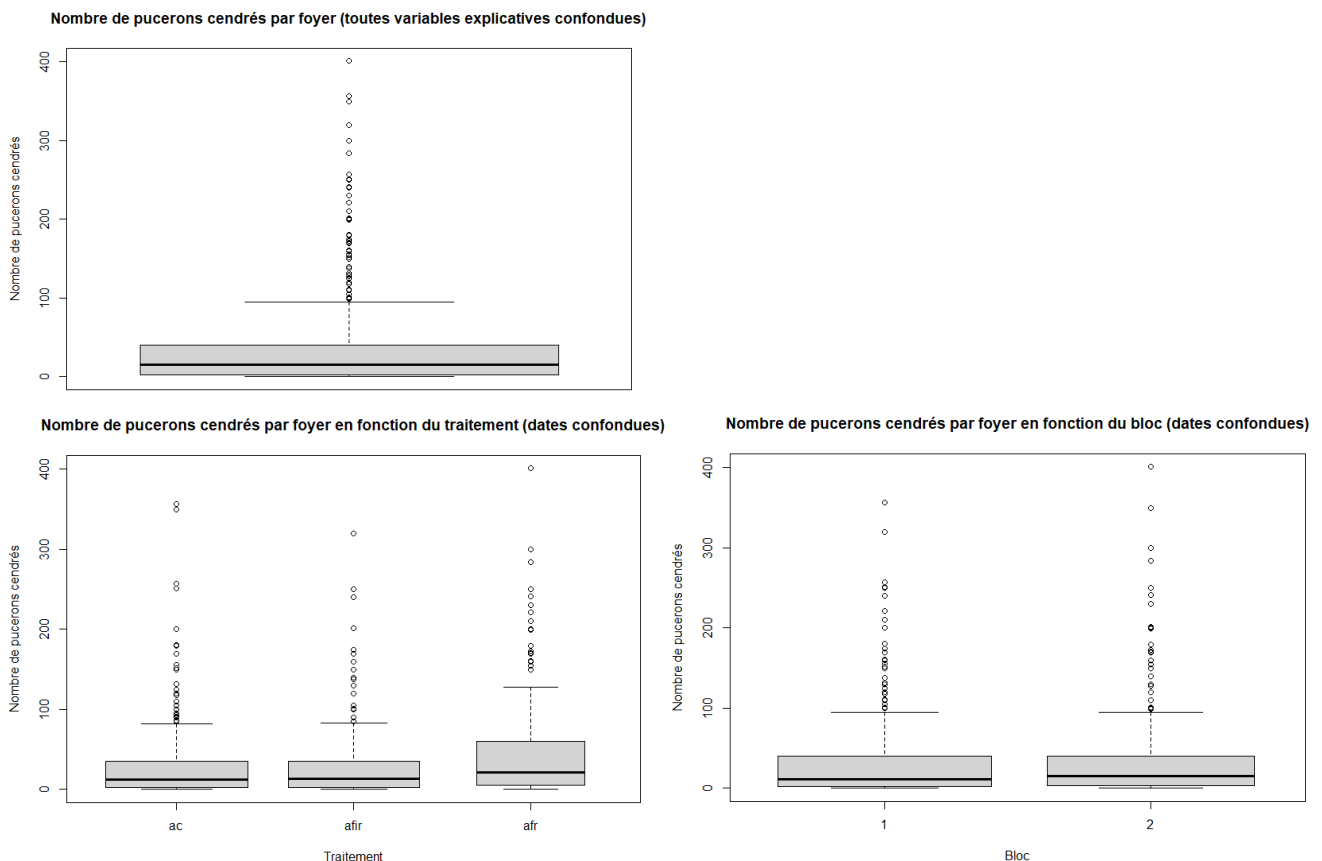 Nombre de pucerons cendrés par foyer (toutes variables explicatives confondues)
Nombre de pucerons cendrés
400
300
200
100
0
Nombre de pucerons cendrés par foyer en fonction du traitement (dates confondues)
Nombre de pucerons cendrés
400
300
200
100
0
ac afir afr
Traitement
Nombre de pucerons cendrés par foyer en fonction du bloc (dates confondues)
Nombre de pucerons cendrés
400
300
200
100
0
1 2
Bloc